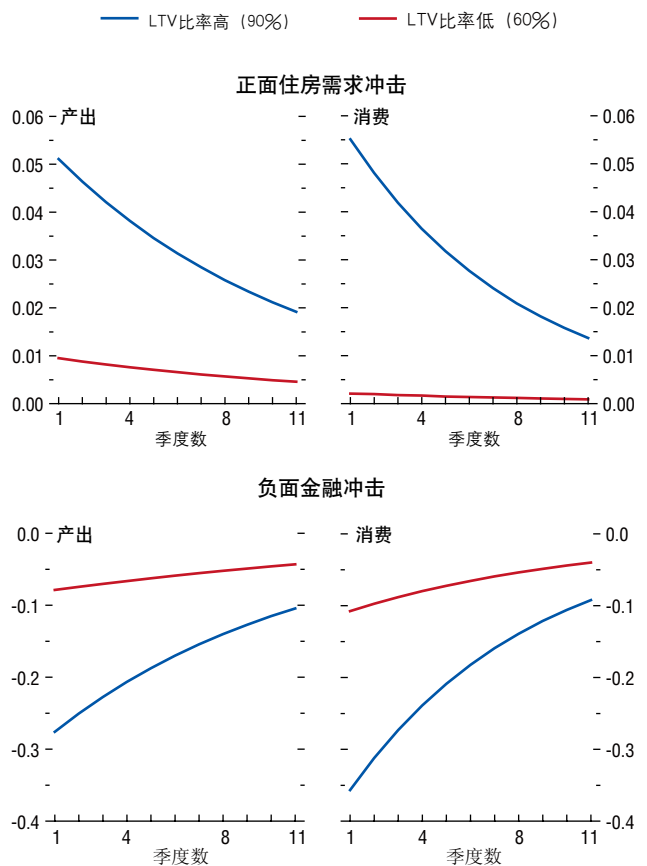 LTV比率高 (90%) LTV比率低 (60%)
正面住房需求冲击
产出 消费
0.06 0.06
0.05 0.05
0.04 0.04
0.03 0.03
0.02 0.02
0.01 0.01
0.00 0.00
1 4 8 11 1 4 8 11
季度数 季度数
负面金融冲击
产出 消费
0.0 0.0
-0.1 -0.1
-0.2 -0.2
-0.3 -0.3
-0.4 -0.4
1 4 8 11 1 4 8 11
季度数 季度数